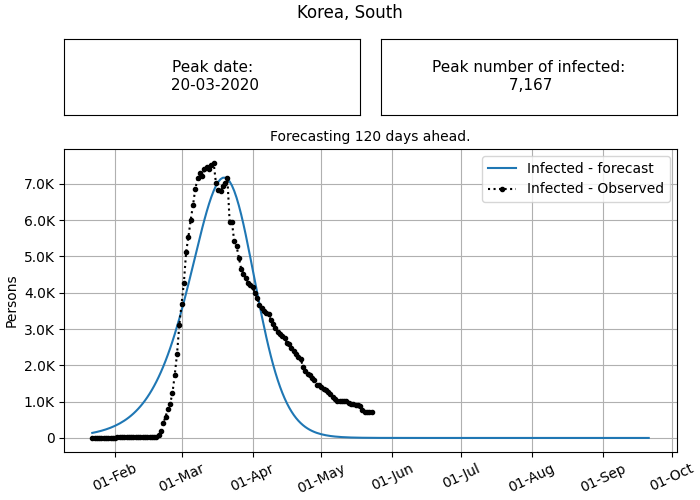 Korea, South
Peak date:
20-03-2020
Peak number of infected:
7,167
Forecasting 120 days ahead.
Infected - forecast
Infected - Observed
Persons
7.0K
6.0K
5.0K
4.0K
3.0K
2.0K
1.0K
0
01-Feb
01-Mar
01-Apr
01-May
01-Jun
01-Jul
01-Aug
01-Sep
01-Oct